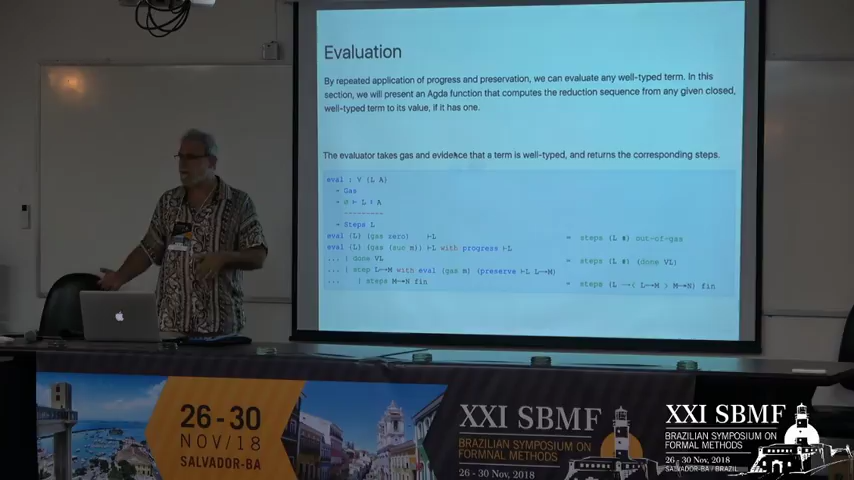 Evaluation
By repeated application of progress and preservation, we can evaluate any well-typed term. In this
section, we will present an Agda function that computes the reduction sequence from any given closed,
well-typed term to its value, if it has one.
The evaluator takes gas and evidence that a term is well-typed, and returns the corresponding steps.
eval : ∀ {L A}
→ Gas
→ ∅ ⊢ L ⦂ A
---------
→ Steps L
eval {L} (gas zero) ⊢L = steps (L ∎) out-of-gas
eval {L} (gas (suc m)) ⊢L with progress ⊢L
... | done VL = steps (L ∎) (done VL)
... | step L—→M with eval (gas m) (preserve ⊢L L—→M)
... | steps M—↠N fin = steps (L —→⟨ L—→M ⟩ M—↠N) fin
26-30
NOV/18
SALVADOR-BA
XXI SBMF
BRAZILIAN SYMPOSIUM ON
FORMNAL METHODS
26 - 30 Nov, 2018
XXI SBMF
BRAZILIAN SYMPOSIUM ON
FORMAL METHODS
26 - 30 Nov, 2018
SALVADOR-BA / BRAZIL